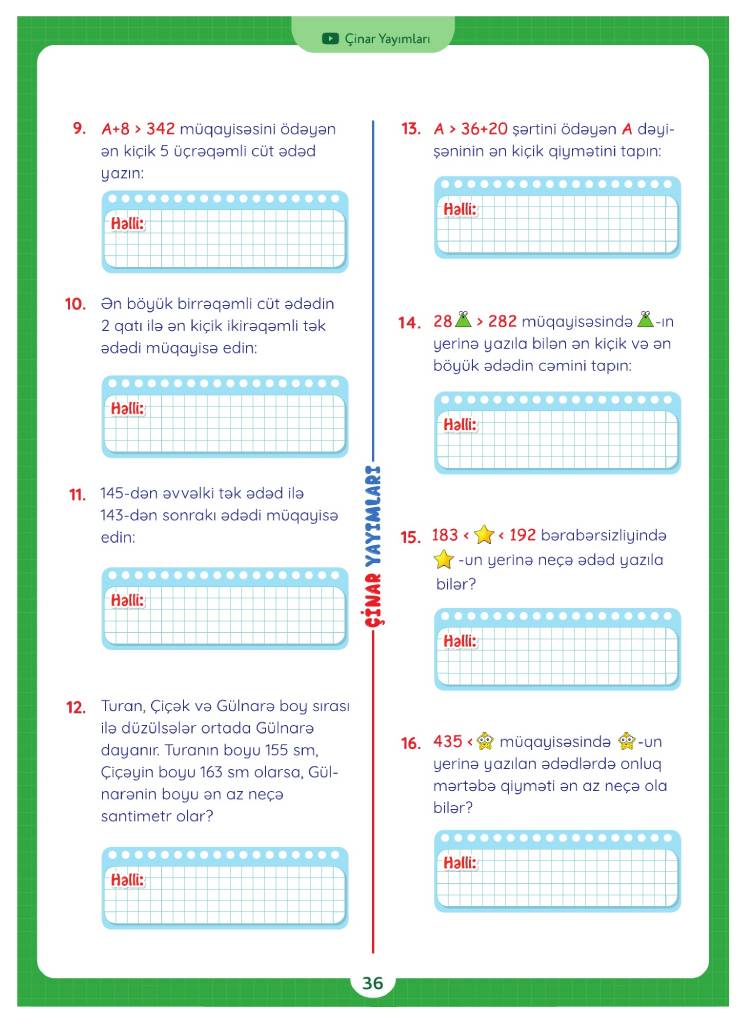 Çinar Yayımları
9. A+8 > 342 müqayisəsini ödəyən
ən kiçik 5 üçrəqəmli cüt ədəd
yazın:
Həlli:
10. Ən böyük birrəqəmli cüt ədədin
2 qatı ilə ən kiçik ikirəqəmli tək
ədədi müqayisə edin:
Həlli:
11. 145-dən əvvəlki tək ədəd ilə
143-dən sonrakı ədədi müqayisə
edin:
Həlli:
12. Turan, Çiçək və Gülnarə boy sırası
ilə düzülsələr ortada Gülnarə
dayanır. Turanın boyu 155 sm,
Çiçəyin boyu 163 sm olarsa, Gül-
narənin boyu ən az neçə
santimetr olar?
Həlli:
ÇİNAR YAYIMLARI
13. A > 36+20 şərtini ödəyən A dəyi-
şəninin ən kiçik qiymətini tapın:
Həlli:
14. 28 > 282 müqayisəsində -ın
yerinə yazıla bilən ən kiçik və ən
böyük ədədin cəmini tapın:
Həlli:
15. 183 < < 192 bərabərsizliyində
-un yerinə neçə ədəd yazıla
bilər?
Həlli:
16. 435 < müqayisəsində -un
yerinə yazılan ədədlərdə onluq
mərtəbə qiyməti ən az neçə ola
bilər?
Həlli:
36